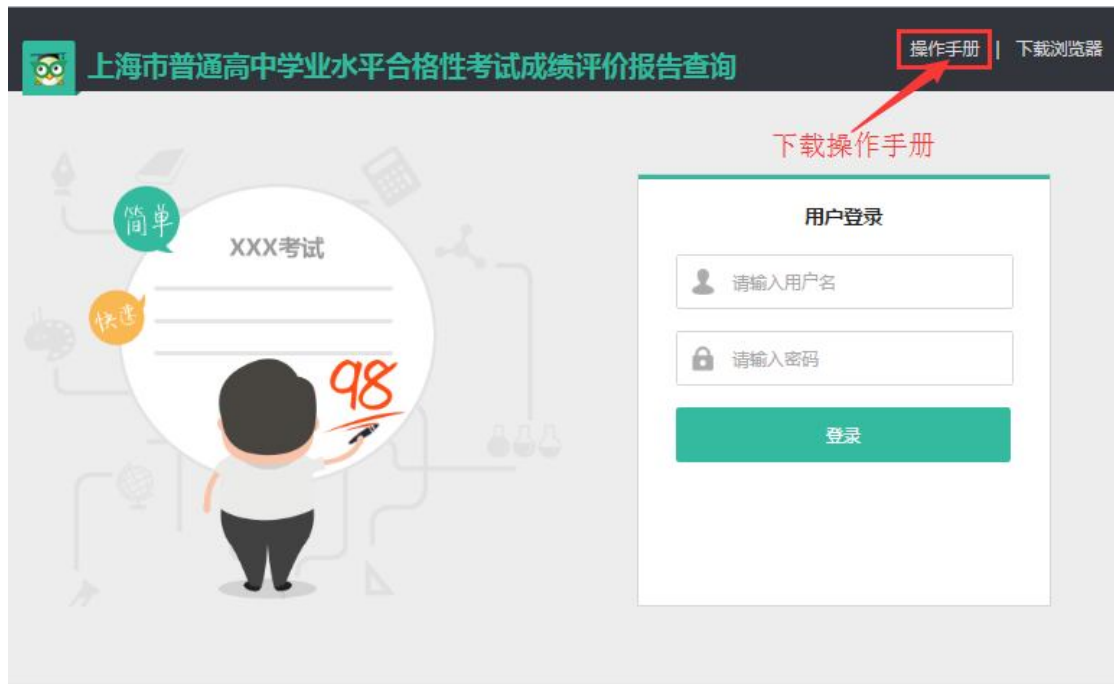 上海市普通高中学业水平合格性考试成绩评价报告查询
操作手册 | 下载浏览器
下载操作手册
简单
XXX考试
快速
98
用户登录
请输入用户名
请输入密码
登录